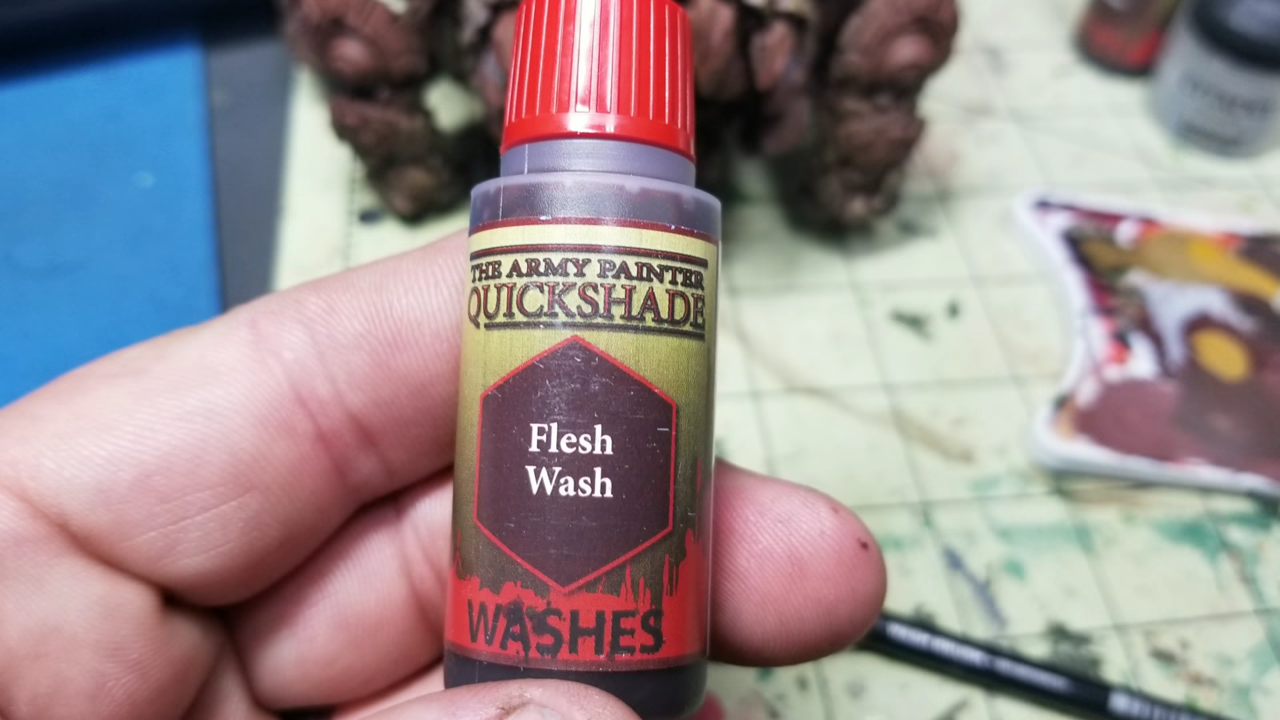 THE ARMY PAINTER
QUICKSHADE
Flesh
Wash
WASHES